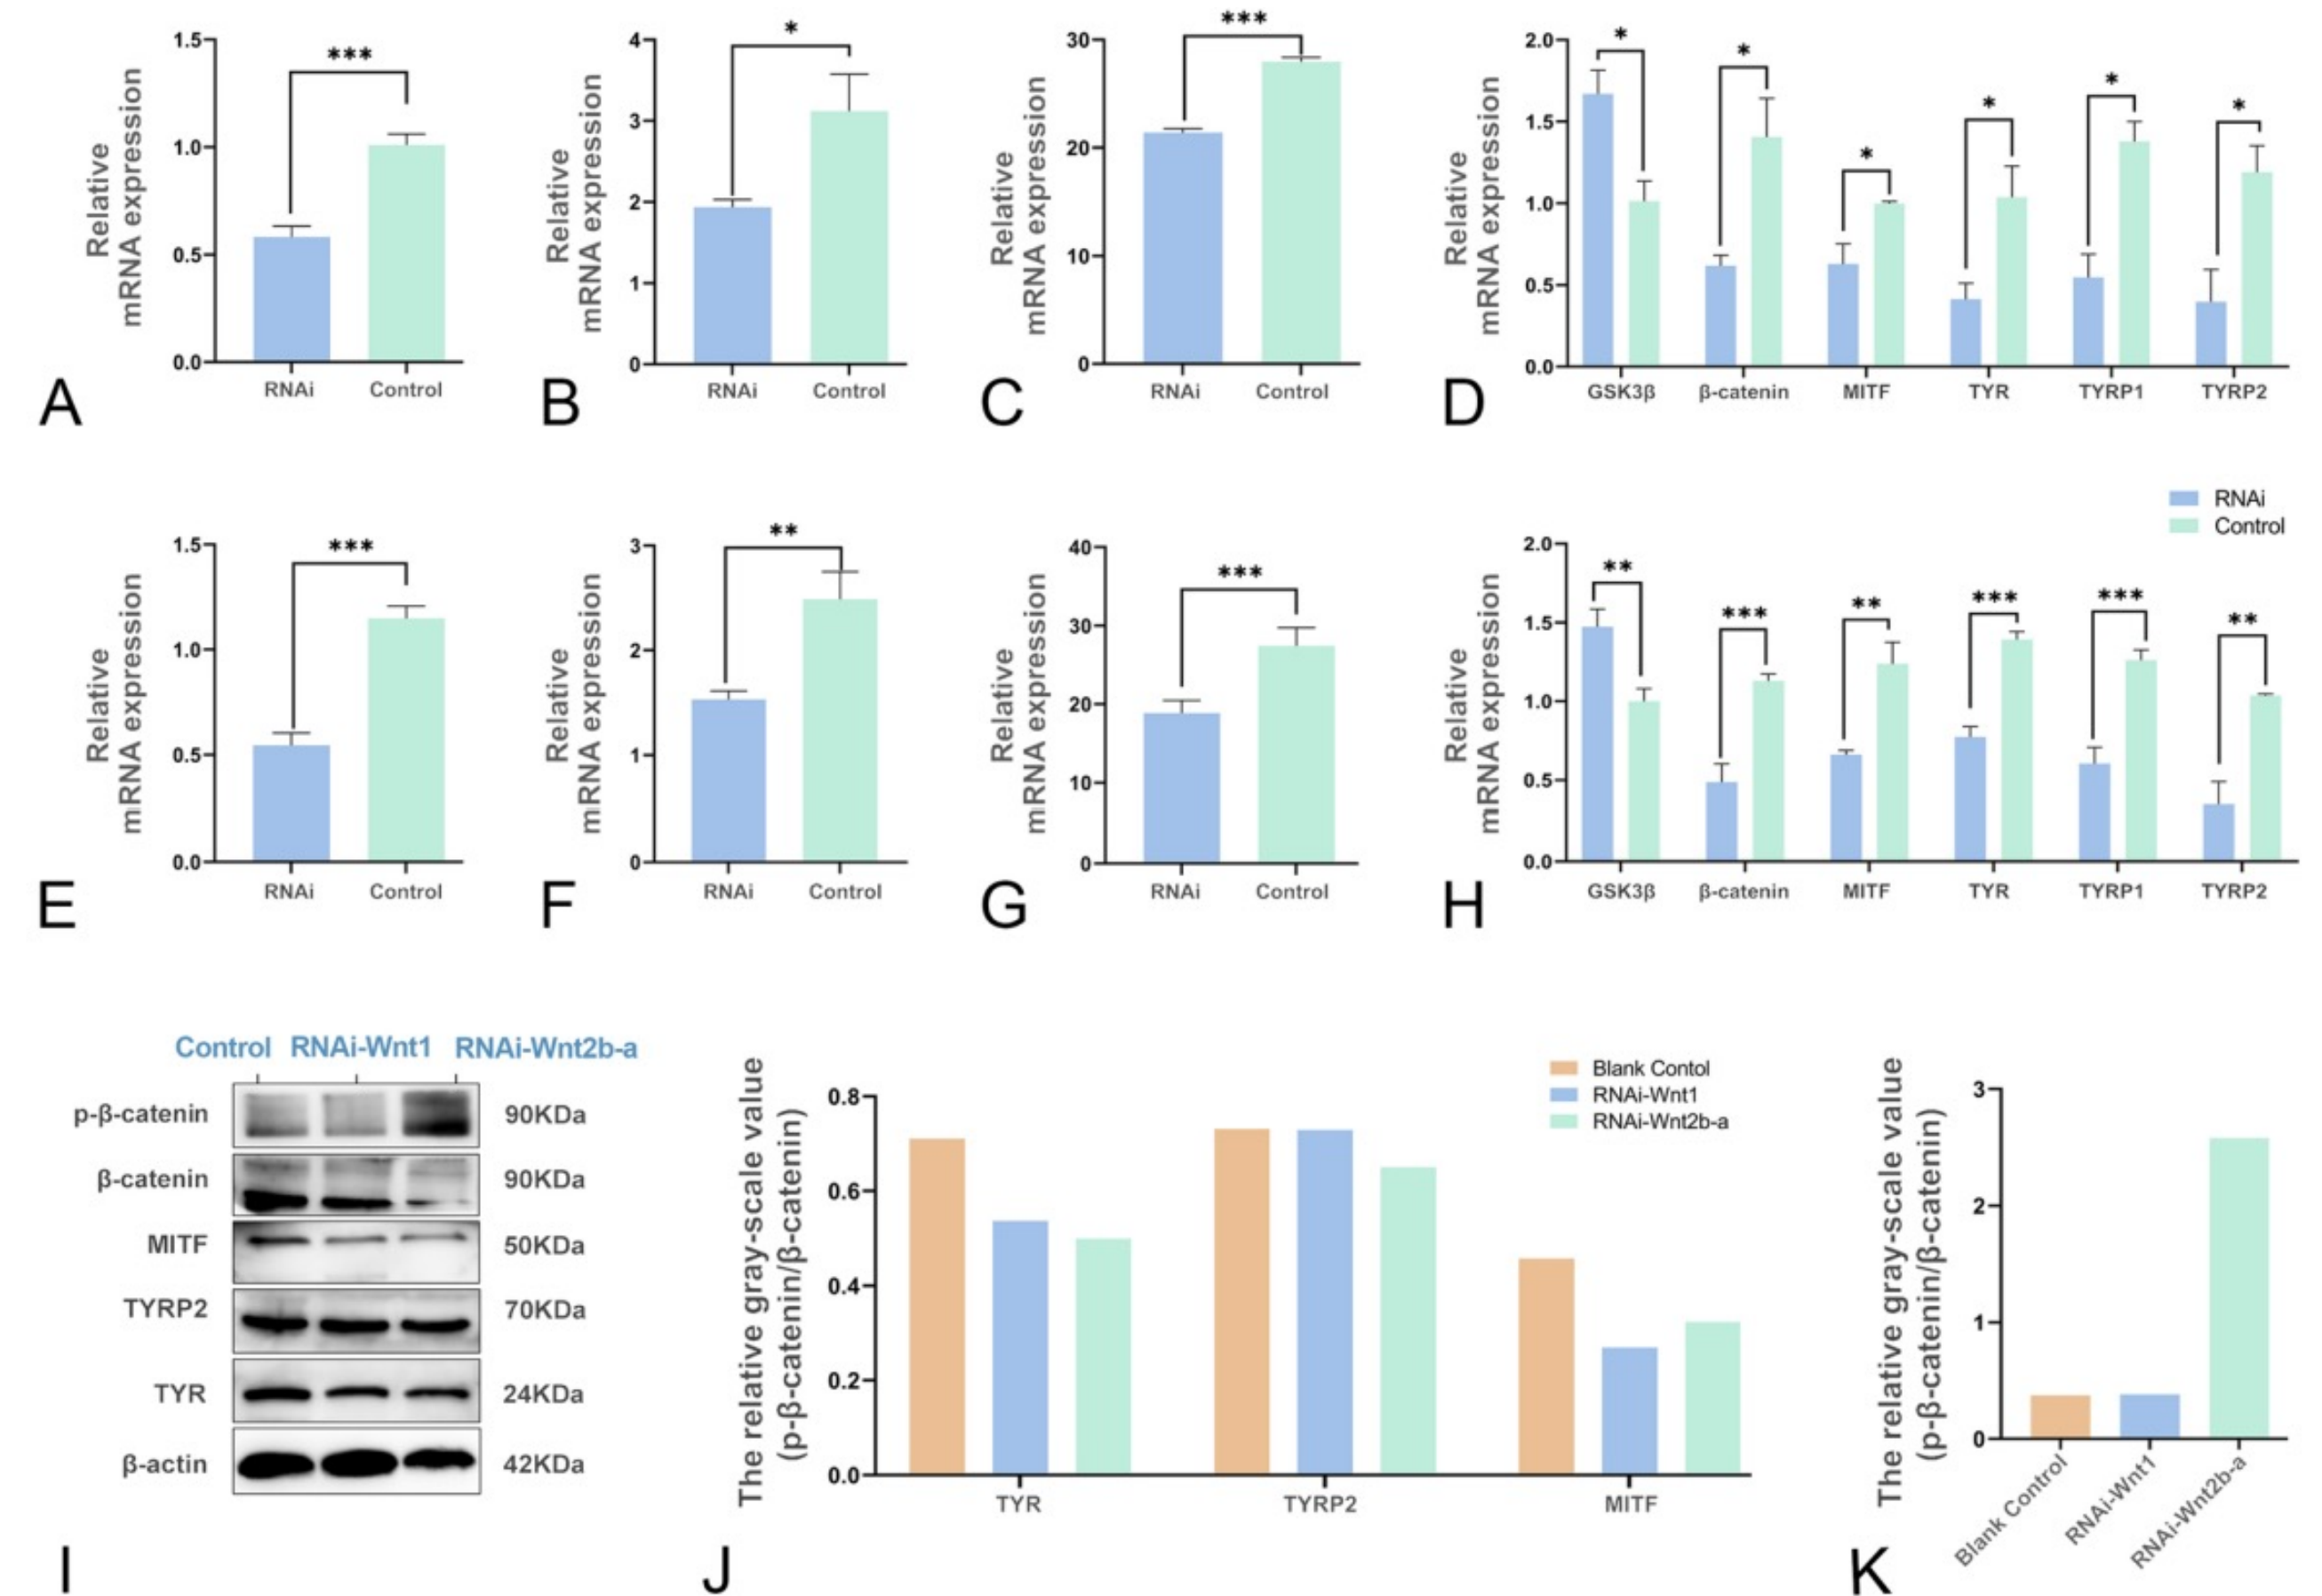 1.5
1.0
0.5
0.0
Relative
mRNA expression
***
RNAi
Control
A
4
3
2
1
0
Relative
mRNA expression
*
RNAi
Control
B
30
20
10
0
Relative
mRNA expression
***
RNAi
Control
C
2.0
1.5
1.0
0.5
0.0
Relative
mRNA expression
*
*
*
*
*
*
GSK3β
β-catenin
MITF
TYR
TYRP1
TYRP2
D
1.5
1.0
0.5
0.0
Relative
mRNA expression
***
RNAi
Control
E
3
2
1
0
Relative
mRNA expression
**
RNAi
Control
F
40
30
20
10
0
Relative
mRNA expression
***
RNAi
Control
G
RNAi
Control
2.0
1.5
1.0
0.5
0.0
Relative
mRNA expression
**
***
**
***
***
**
GSK3β
β-catenin
MITF
TYR
TYRP1
TYRP2
H
Control RNAi-Wnt1 RNAi-Wnt2b-a
p-β-catenin 90KDa
β-catenin 90KDa
MITF 50KDa
TYRP2 70KDa
TYR 24KDa
β-actin 42KDa
I
The relative gray-scale value
(p-β-catenin/β-catenin)
0.8
0.6
0.4
0.2
0.0
Blank Contol
RNAi-Wnt1
RNAi-Wnt2b-a
TYR
TYRP2
MITF
J
The relative gray-scale value
(p-β-catenin/β-catenin)
3
2
1
0
Blank Control
RNAi-Wnt1
RNAi-Wnt2b-a
K